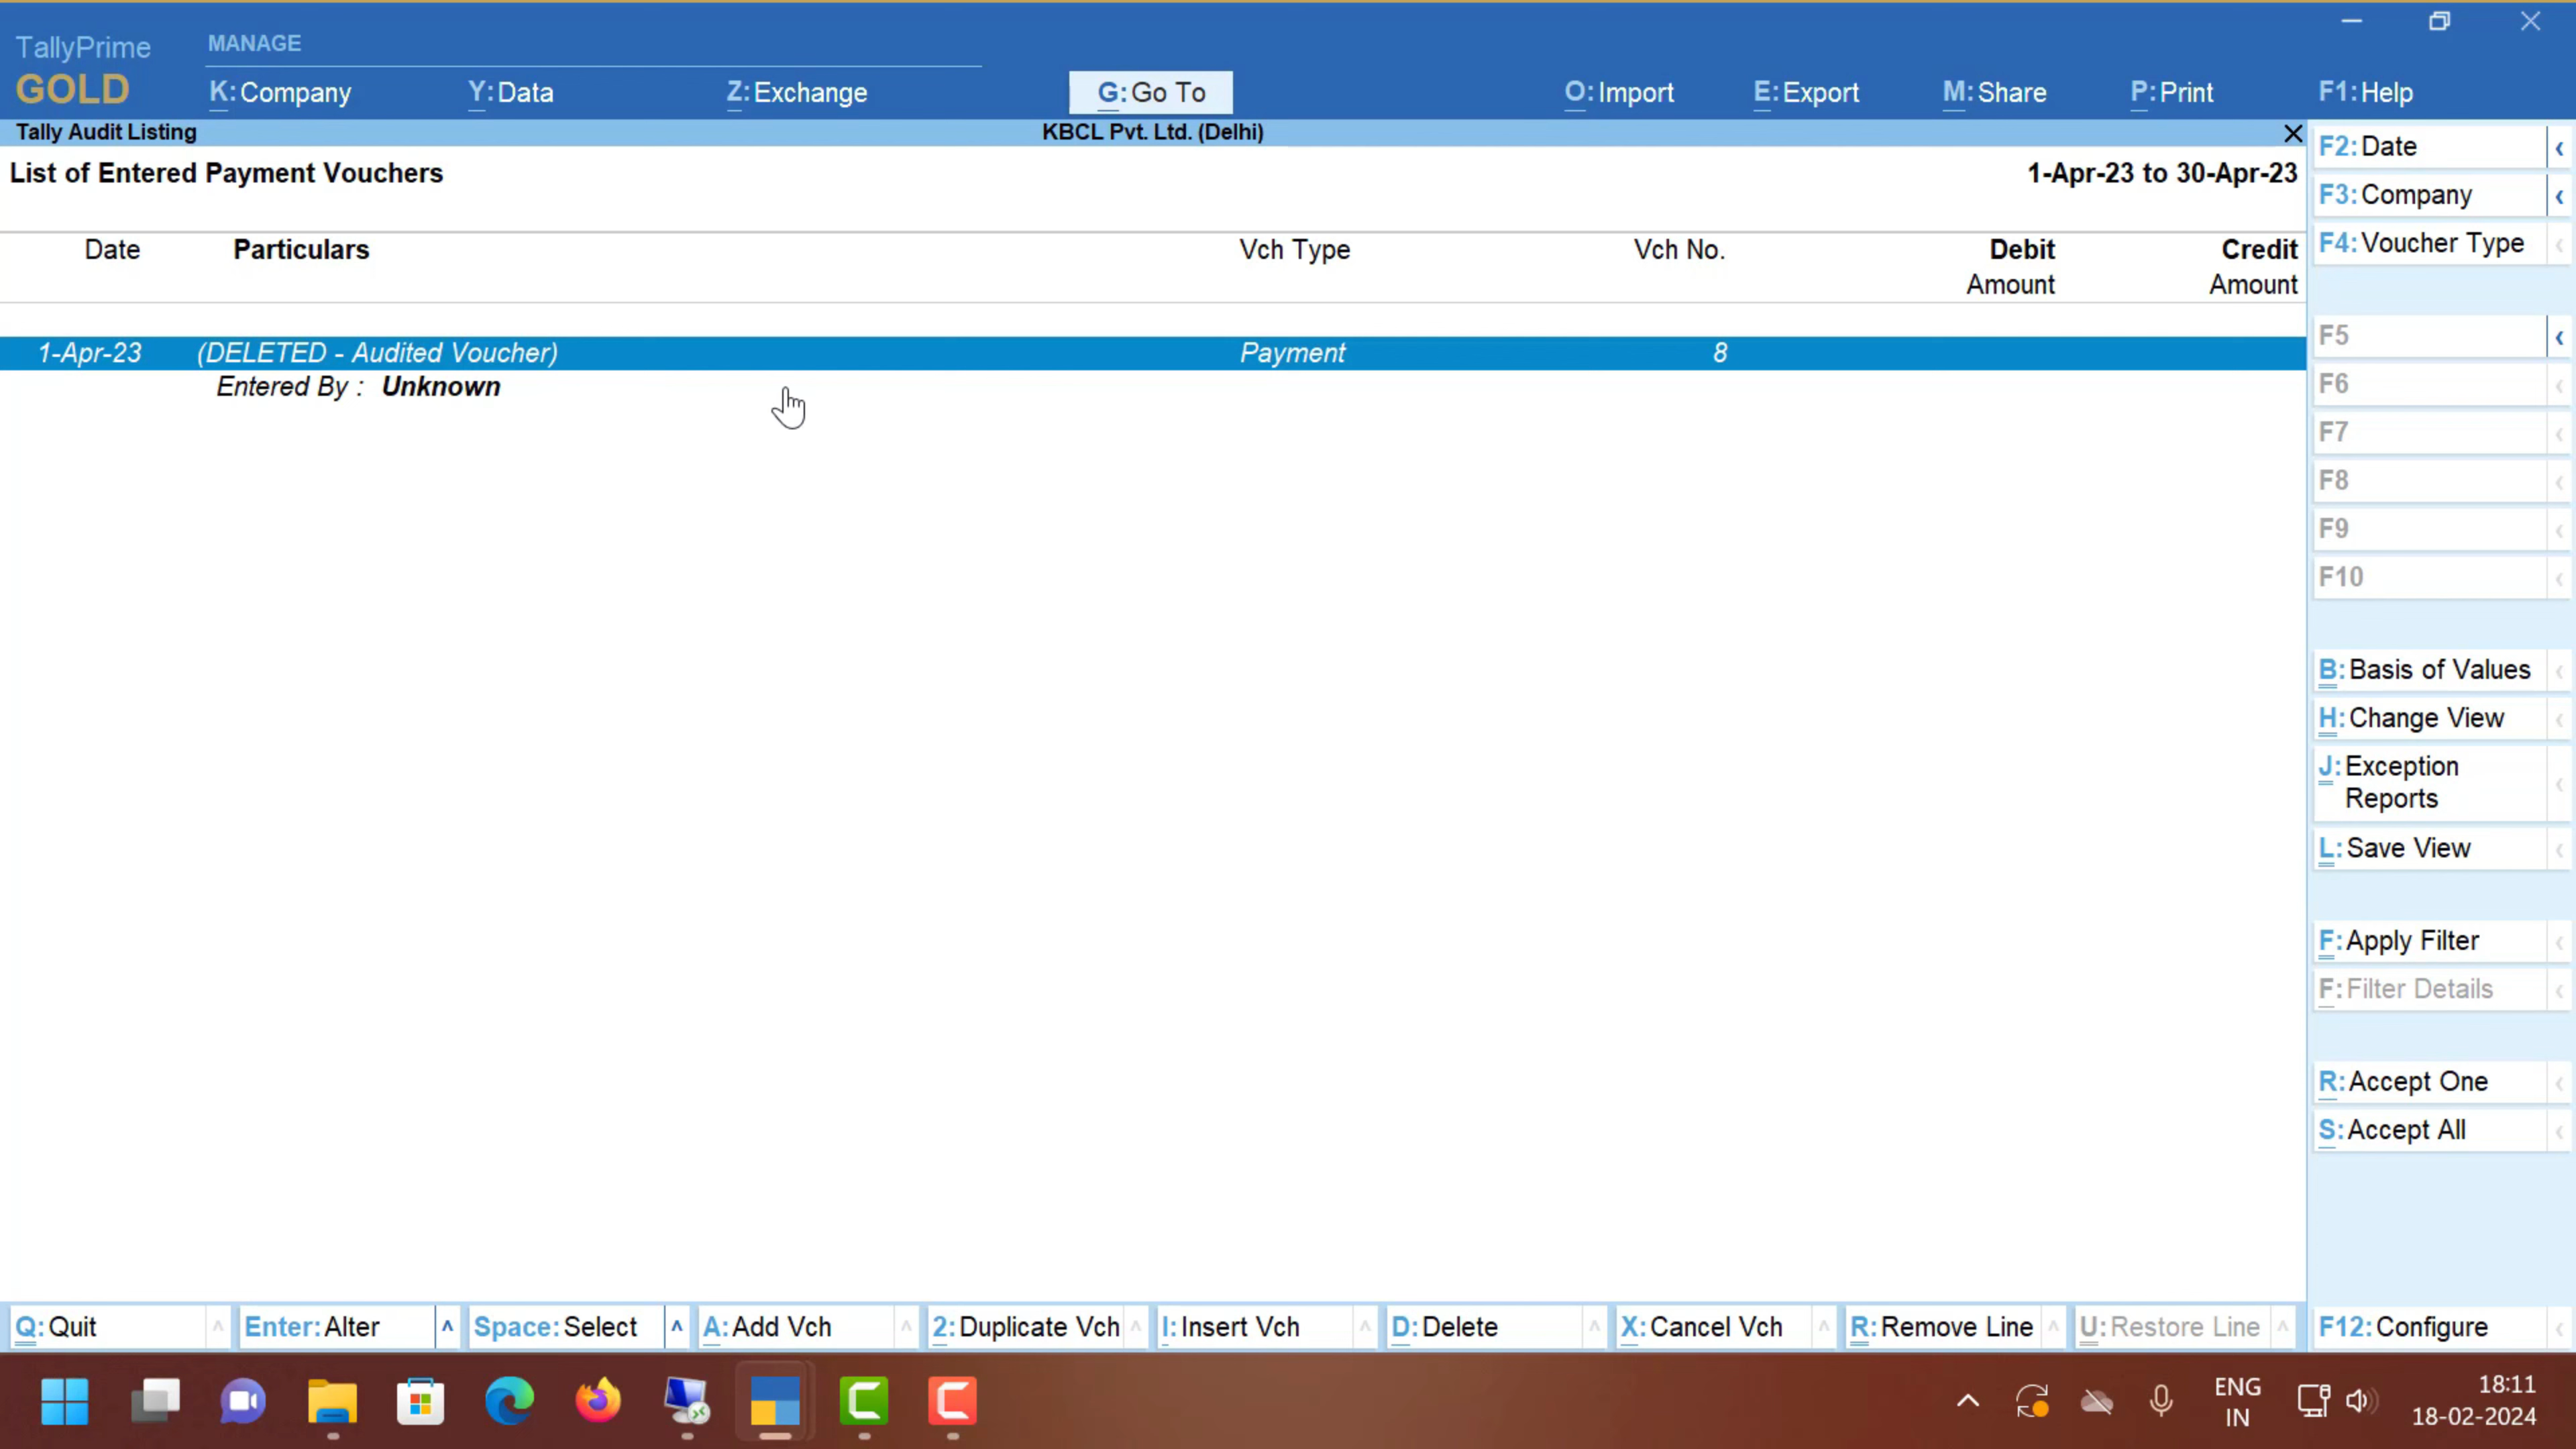 MANAGE
TallyPrime
GOLD
K:Company Y:Data Z:Exchange G:Go To O:Import E:Export M:Share P:Print F1:Help
Tally Audit Listing KBCL Pvt. Ltd. (Delhi)
List of Entered Payment Vouchers 1-Apr-23 to 30-Apr-23
Date Particulars Vch Type Vch No. Debit Credit
Amount Amount
1-Apr-23 (DELETED - Audited Voucher) Payment 8
Entered By : Unknown
F2:Date
F3:Company
F4:Voucher Type
F5
F6
F7
F8
F9
F10
B:Basis of Values
H:Change View
J:Exception
Reports
L:Save View
F:Apply Filter
F:Filter Details
R:Accept One
S:Accept All
Q:Quit Enter:Alter Space:Select A:Add Vch 2:Duplicate Vch I:Insert Vch D:Delete X:Cancel Vch R:Remove Line U:Restore Line F12:Configure
ENG
IN
18:11
18-02-2024